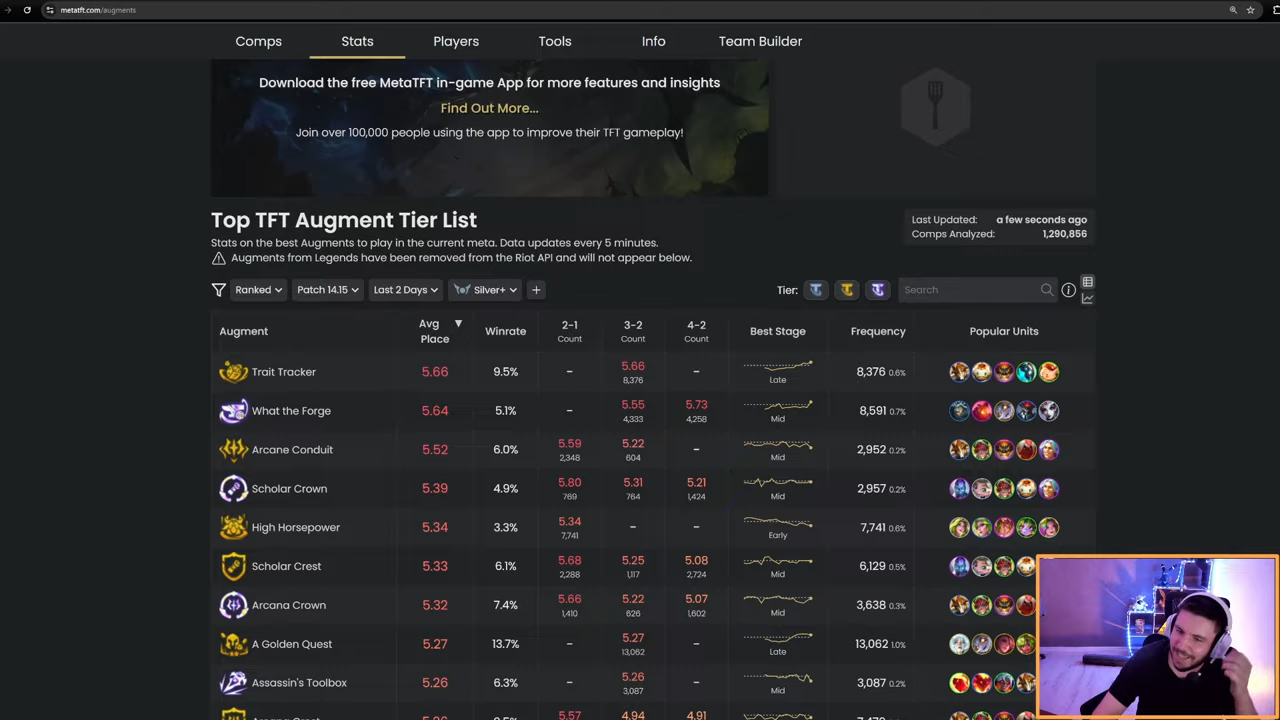 metatft.com/augments
Comps Stats Players Tools Info Team Builder
Download the free MetaTFT in-game App for more features and insights
Find Out More...
Join over 100,000 people using the app to improve their TFT gameplay!
Top TFT Augment Tier List
Stats on the best Augments to play in the current meta. Data updates every 5 minutes.
Augments from Legends have been removed from the Riot API and will not appear below.
Last Updated: a few seconds ago
Comps Analyzed: 1,290,856
Ranked Patch 14.15 Last 2 Days Silver+ + Tier: Search
Augment Avg Place Winrate 2-1 Count 3-2 Count 4-2 Count Best Stage Frequency Popular Units
Trait Tracker 5.66 9.5% – 5.66 – 8,376 0.6%
8,376 Late
What the Forge 5.64 5.1% – 5.55 5.73 8,591 0.7%
4,333 4,258 Mid
Arcane Conduit 5.52 6.0% 5.59 5.22 – 2,952 0.2%
2,348 604 Mid
Scholar Crown 5.39 4.9% 5.80 5.31 5.21 2,957 0.2%
769 764 1,424 Mid
High Horsepower 5.34 3.3% 5.34 – – 7,741 0.6%
7,741 Early
Scholar Crest 5.33 6.1% 5.68 5.25 5.08 6,129 0.5%
2,288 1,117 2,724 Mid
Arcana Crown 5.32 7.4% 5.66 5.22 5.07 3,638 0.3%
1,410 626 1,602 Mid
A Golden Quest 5.27 13.7% – 5.27 – 13,062 1.0%
13,062 Late
Assassin's Toolbox 5.26 6.3% – 5.26 – 3,087 0.2%
3,087 Mid
5.57 4.94 4.91